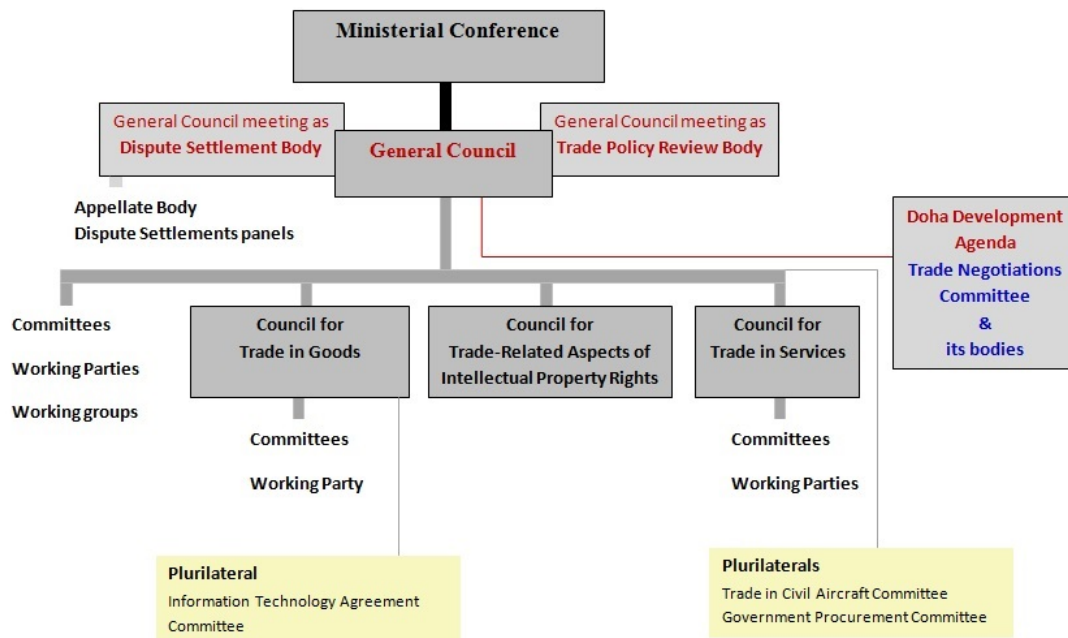 Ministerial Conference
General Council meeting as
Dispute Settlement Body
General Council
General Council meeting as
Trade Policy Review Body
Appellate Body
Dispute Settlements panels
Doha Development
Agenda
Trade Negotiations
Committee
&
its bodies
Committees
Working Parties
Working groups
Council for
Trade in Goods
Council for
Trade-Related Aspects of
Intellectual Property Rights
Council for
Trade in Services
Committees
Working Party
Committees
Working Parties
Plurilateral
Information Technology Agreement
Committee
Plurilaterals
Trade in Civil Aircraft Committee
Government Procurement Committee